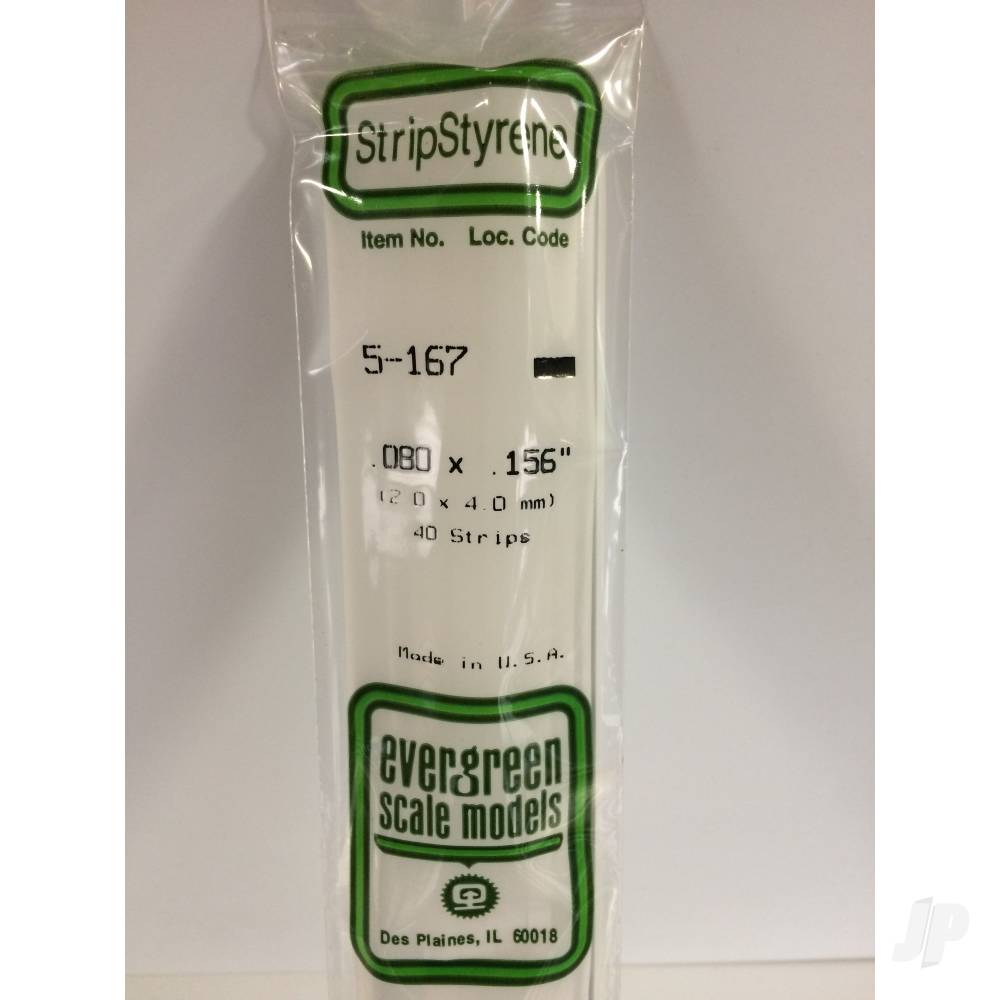 StripStyrene
Item No. Loc. Code
5-167
.080 x .156"
(2.0 x 4.0 mm)
40 Strips
Made in U.S.A.
evergreen
scale models
Des Plaines, IL 60018
JP